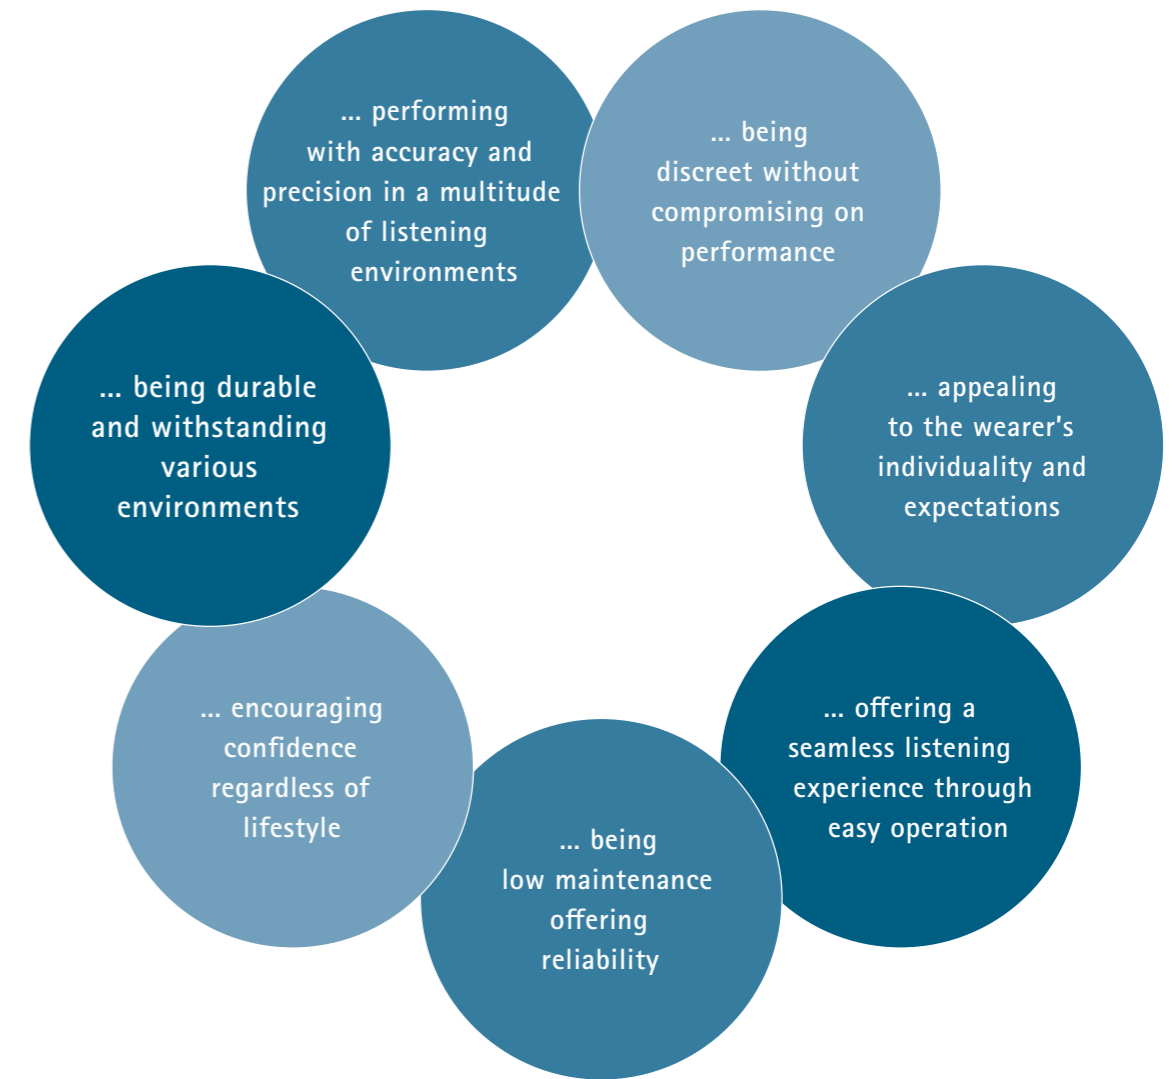 ... performing
with accuracy and
precision in a multitude
of listening
environments
... being
discreet without
compromising on
performance
... appealing
to the wearer's
individuality and
expectations
... offering a
seamless listening
experience through
easy operation
... being
low maintenance
offering
reliability
... encouraging
confidence
regardless of
lifestyle
... being durable
and withstanding
various
environments